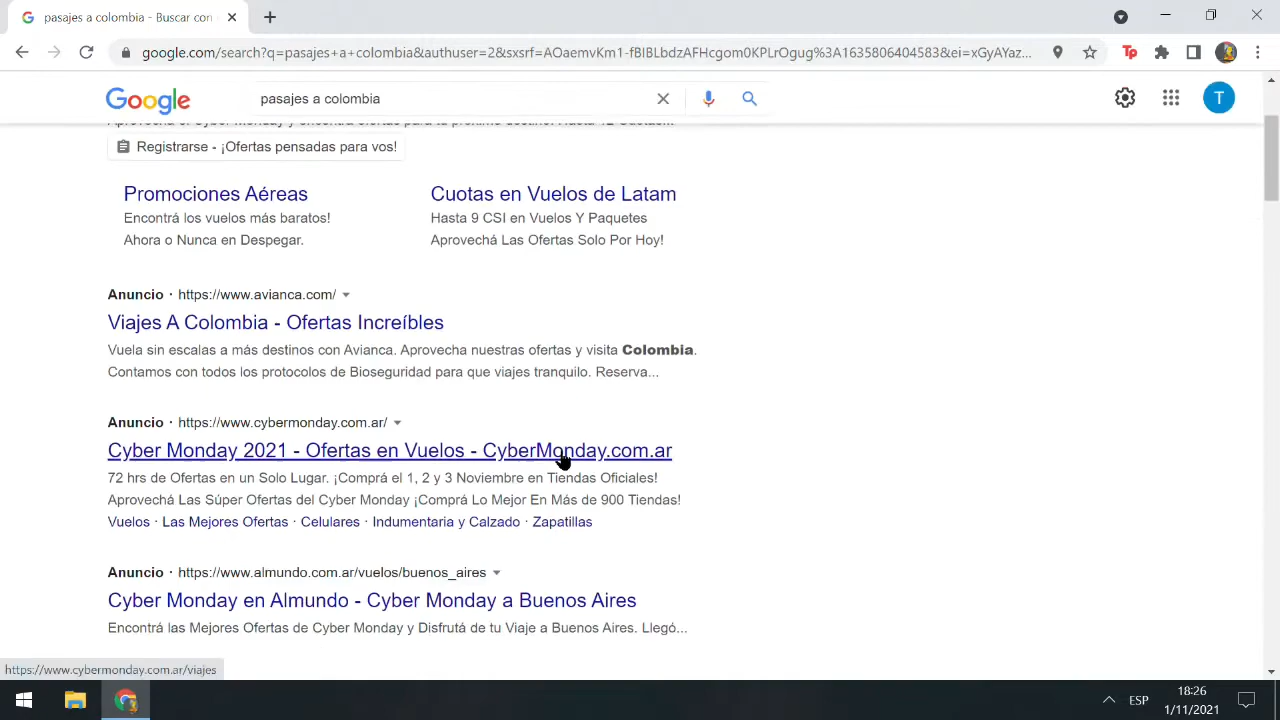 pasajes a colombia - Buscar con
google.com/search?q=pasajes+a+colombia&authuser=2&sxsrf=AOaemvKm1-fBIBLbdzAFHcgom0KPLrOgug%3A1635806404583&ei=xGyAYaz...
Tp
Google
pasajes a colombia
T
Registrarse - ¡Ofertas pensadas para vos!
Promociones Aéreas
Encontrá los vuelos más baratos!
Ahora o Nunca en Despegar.
Cuotas en Vuelos de Latam
Hasta 9 CSI en Vuelos Y Paquetes
Aprovechá Las Ofertas Solo Por Hoy!
Anuncio · https://www.avianca.com/
Viajes A Colombia - Ofertas Increíbles
Vuela sin escalas a más destinos con Avianca. Aprovecha nuestras ofertas y visita Colombia.
Contamos con todos los protocolos de Bioseguridad para que viajes tranquilo. Reserva...
Anuncio · https://www.cybermonday.com.ar/
Cyber Monday 2021 - Ofertas en Vuelos - CyberMonday.com.ar
72 hrs de Ofertas en un Solo Lugar. ¡Comprá el 1, 2 y 3 Noviembre en Tiendas Oficiales!
Aprovechá Las Súper Ofertas del Cyber Monday ¡Comprá Lo Mejor En Más de 900 Tiendas!
Vuelos · Las Mejores Ofertas · Celulares · Indumentaria y Calzado · Zapatillas
Anuncio · https://www.almundo.com.ar/vuelos/buenos_aires
Cyber Monday en Almundo - Cyber Monday a Buenos Aires
Encontrá las Mejores Ofertas de Cyber Monday y Disfrutá de tu Viaje a Buenos Aires. Llegó...
https://www.cybermonday.com.ar/viajes
ESP
18:26
1/11/2021